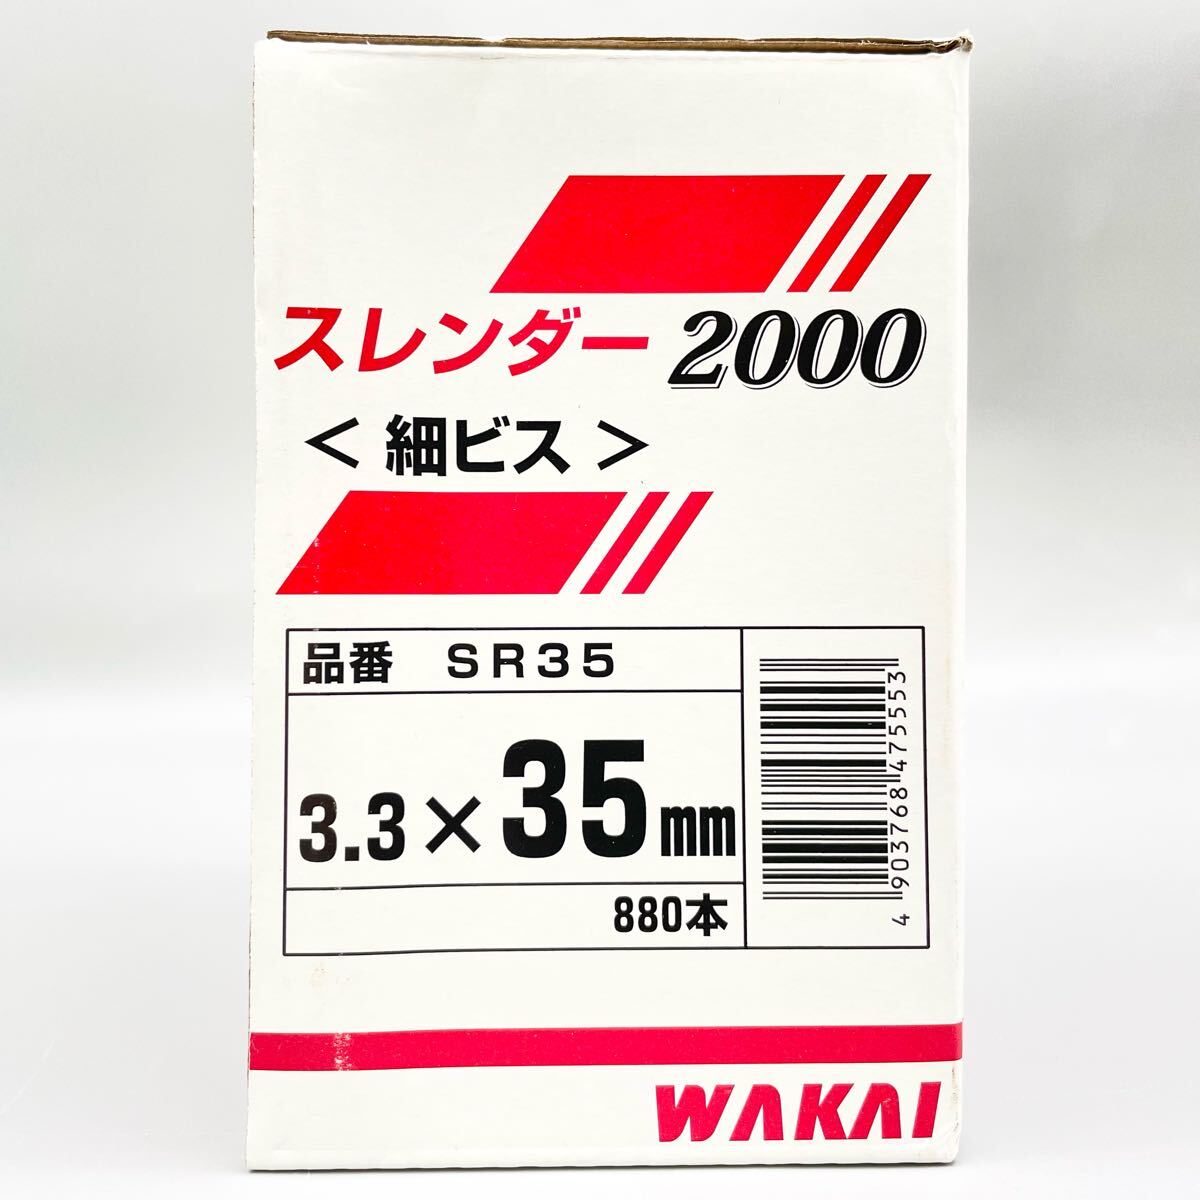 スレンダー2000
＜細ビス＞
品番 SR35
3.3×35mm
880本
4 903768 475553
WAKAI